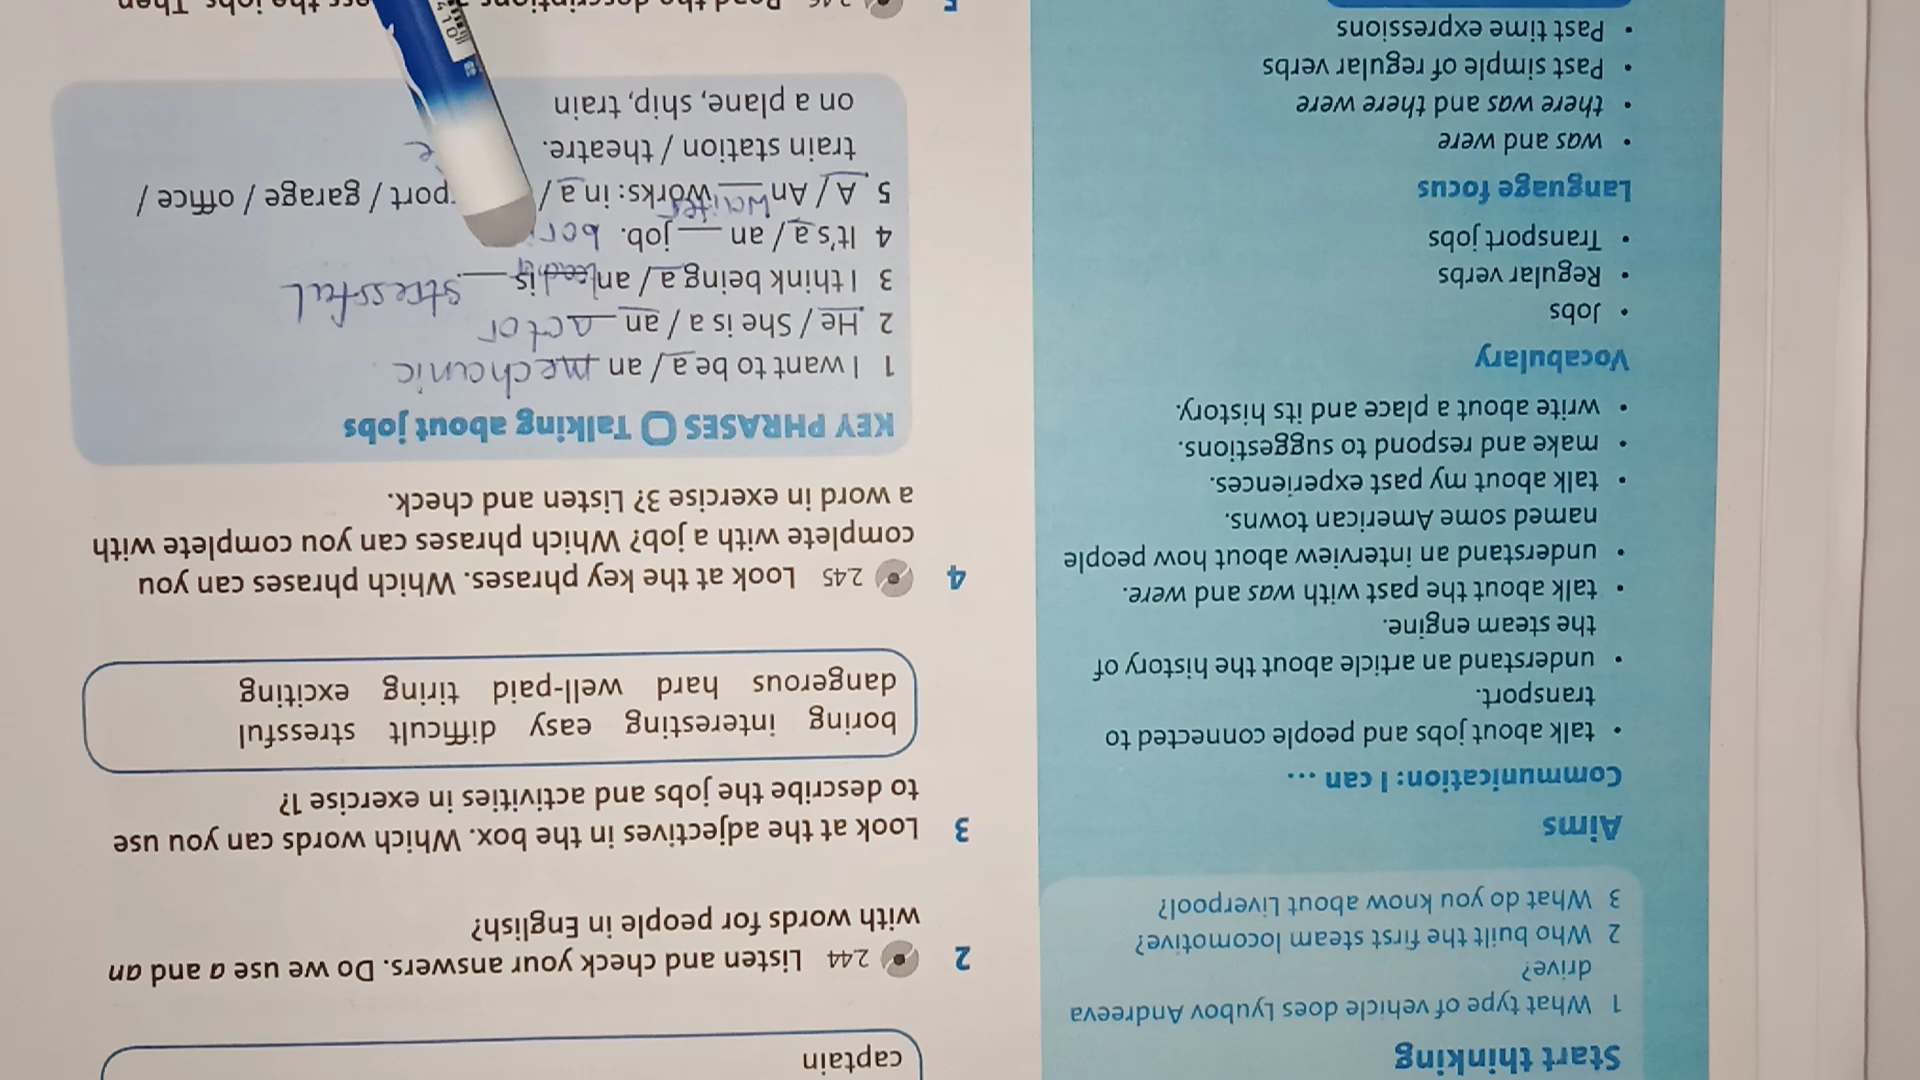 Start thinking
1 What type of vehicle does Lyubov Andreeva
drive?
2 Who built the first steam locomotive?
3 What do you know about Liverpool?
Aims
Communication: I can ...
• talk about jobs and people connected to
transport.
• understand an article about the history of
the steam engine.
• talk about the past with was and were.
• understand an interview about how people
named some American towns.
• talk about my past experiences.
• make and respond to suggestions.
• write about a place and its history.
Vocabulary
• Jobs
• Regular verbs
• Transport jobs
Language focus
• was and were
• there was and there were
• Past simple of regular verbs
• Past time expressions
captain
2 2.44 Listen and check your answers. Do we use a and an
with words for people in English?
3 Look at the adjectives in the box. Which words can you use
to describe the jobs and activities in exercise 1?
boring interesting easy difficult stressful
dangerous hard well-paid tiring exciting
4 2.45 Look at the key phrases. Which phrases can you
complete with a job? Which phrases can you complete with
a word in exercise 3? Listen and check.
KEY PHRASES Talking about jobs
1 I want to be a / an mechanic
2 He / She is a / an actor
3 I think being a / an teacher is stressful
4 It's a / an job.
5 A / An waiter works: in a / port / garage / office /
train station / theatre.
on a plane, ship, train
5 2.46 Read the descriptions the jobs. Then